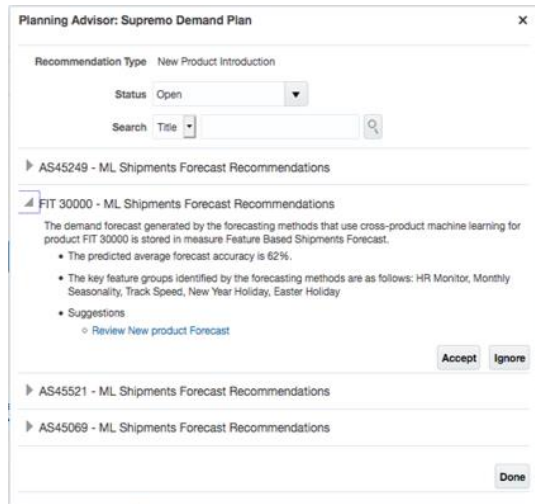 Planning Advisor: Supremo Demand Plan
Recommendation Type New Product Introduction
Status Open
Search Title
AS45249 - ML Shipments Forecast Recommendations
FIT 30000 - ML Shipments Forecast Recommendations
The demand forecast generated by the forecasting methods that use cross-product machine learning for
product FIT 30000 is stored in measure Feature Based Shipments Forecast.
• The predicted average forecast accuracy is 62%.
• The key feature groups identified by the forecasting methods are as follows: HR Monitor, Monthly
Seasonality, Track Speed, New Year Holiday, Easter Holiday
• Suggestions
Review New product Forecast
Accept Ignore
AS45521 - ML Shipments Forecast Recommendations
AS45069 - ML Shipments Forecast Recommendations
Done